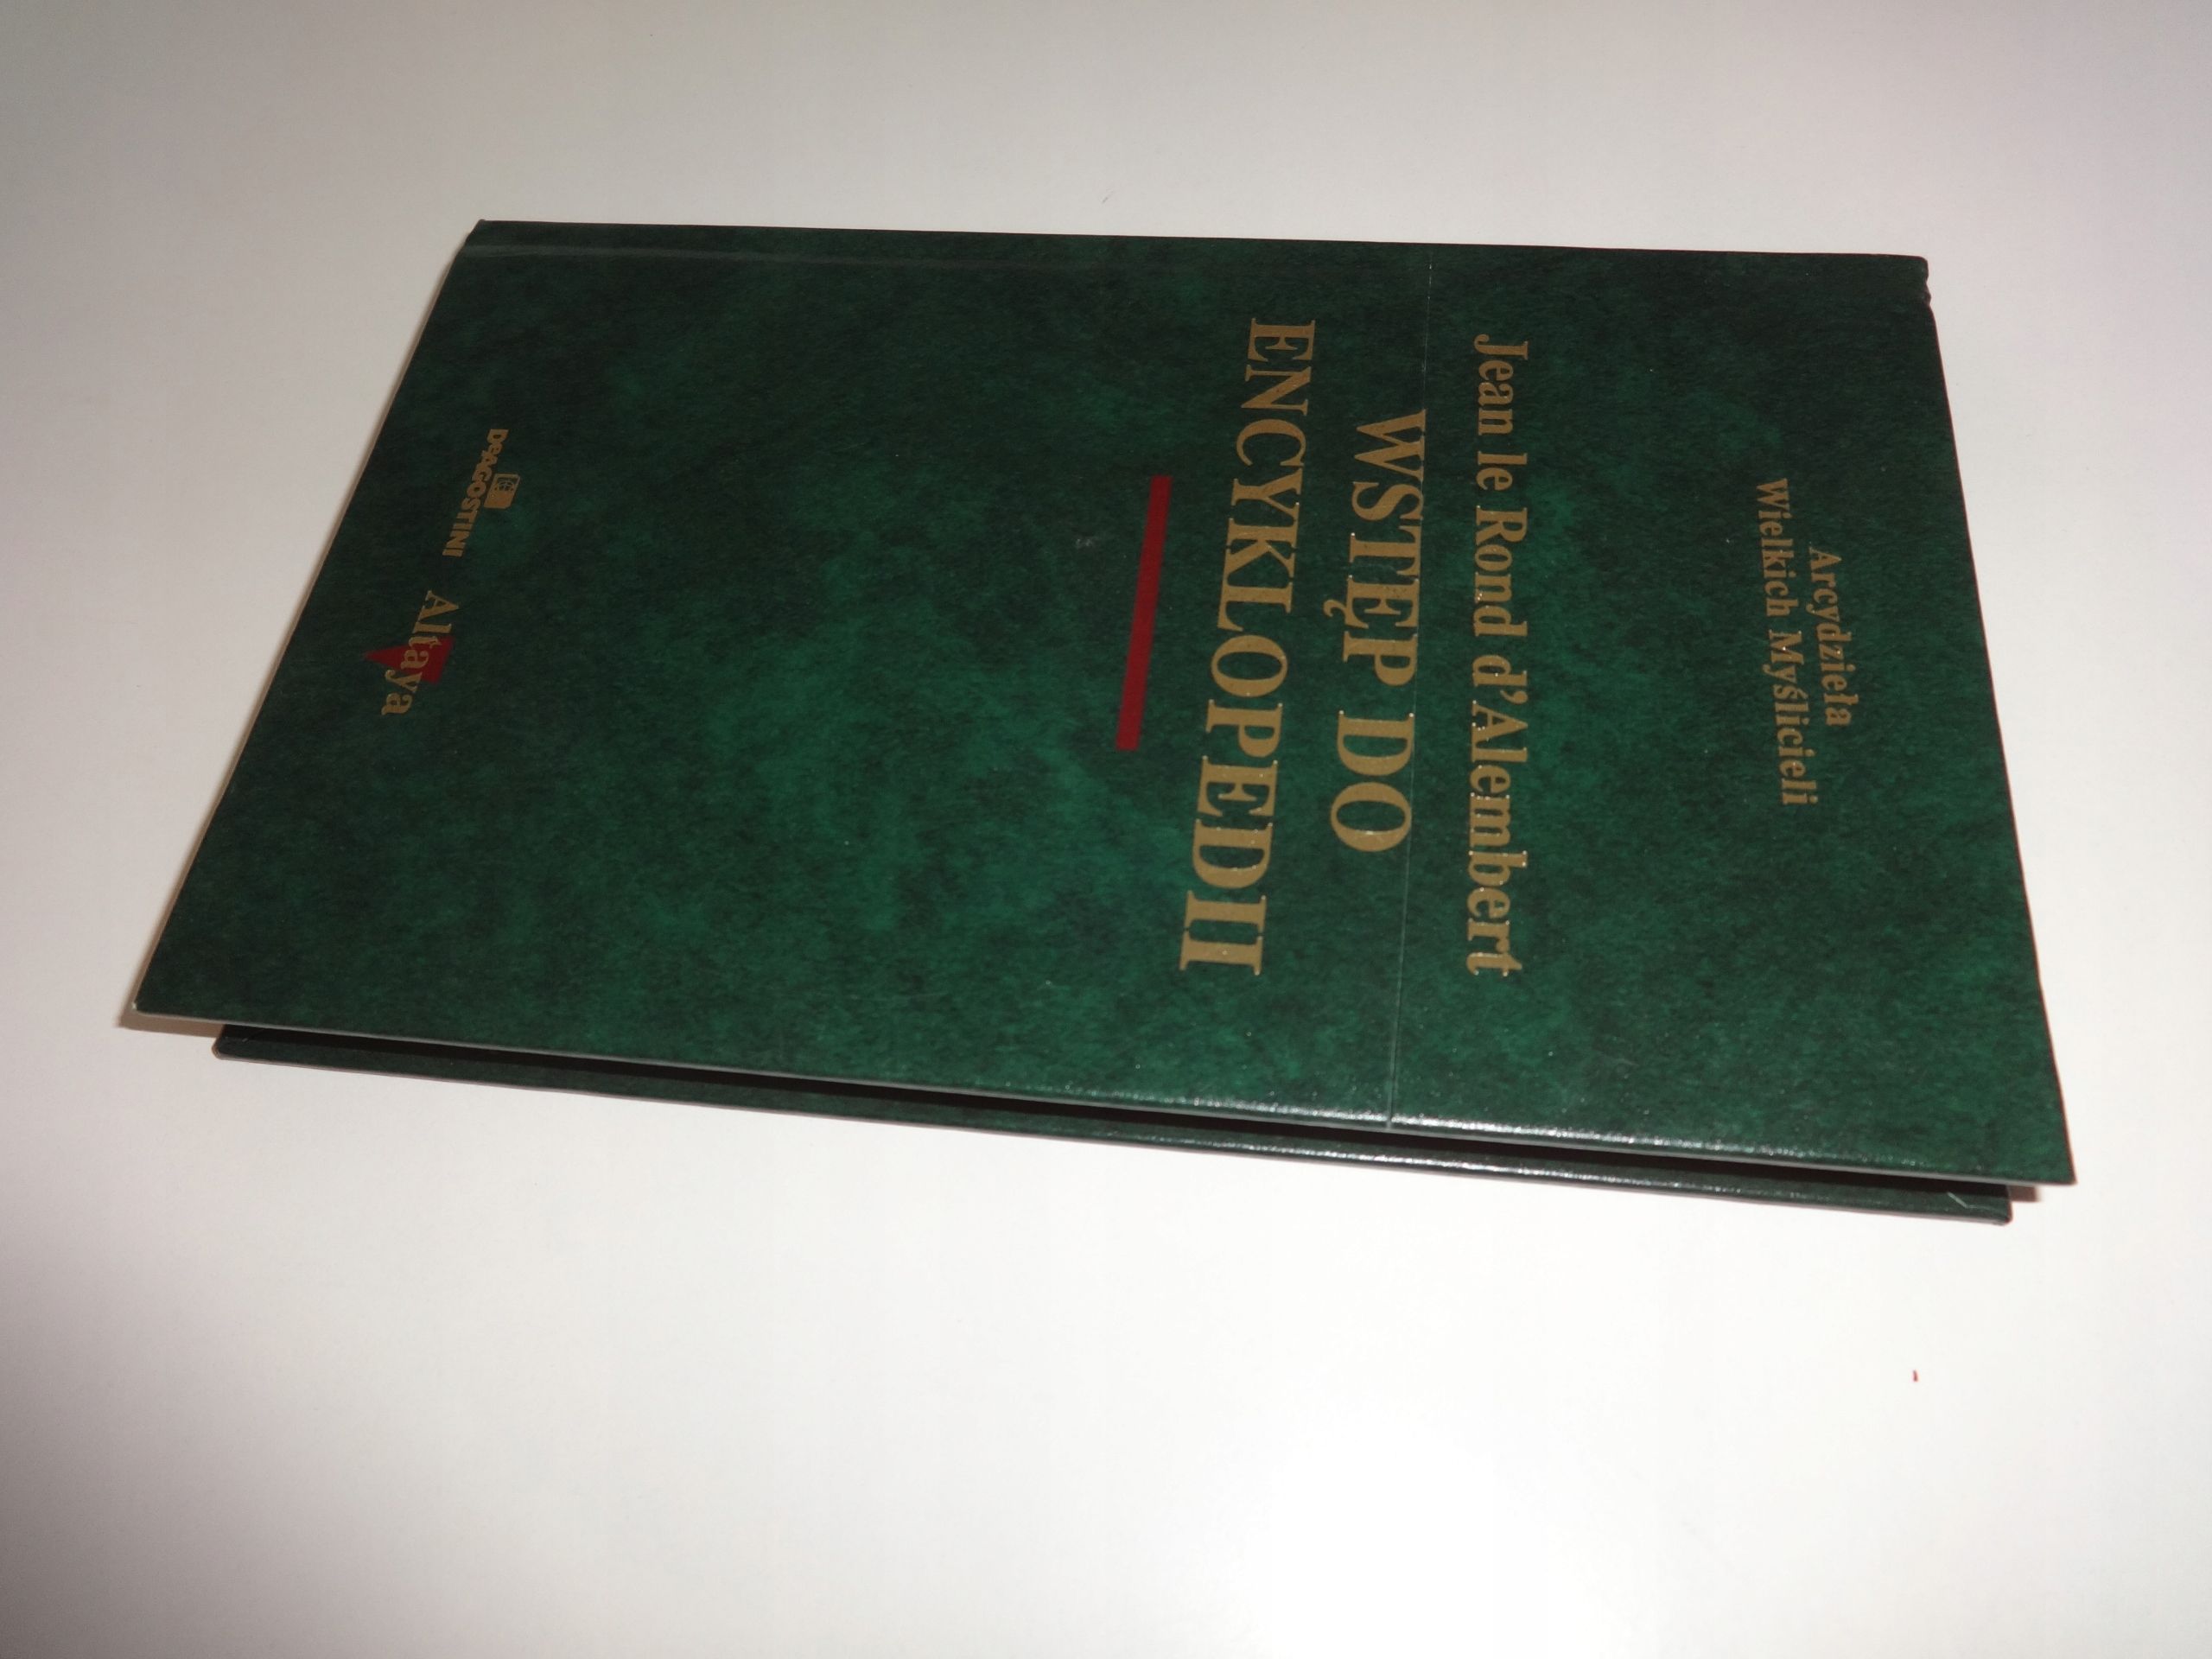 Arcydzieła
Wielkich Myślicieli
Jean le Rond d'Alembert
WSTĘP DO
ENCYKLOPEDII
DeAGOSTINI
Altaya